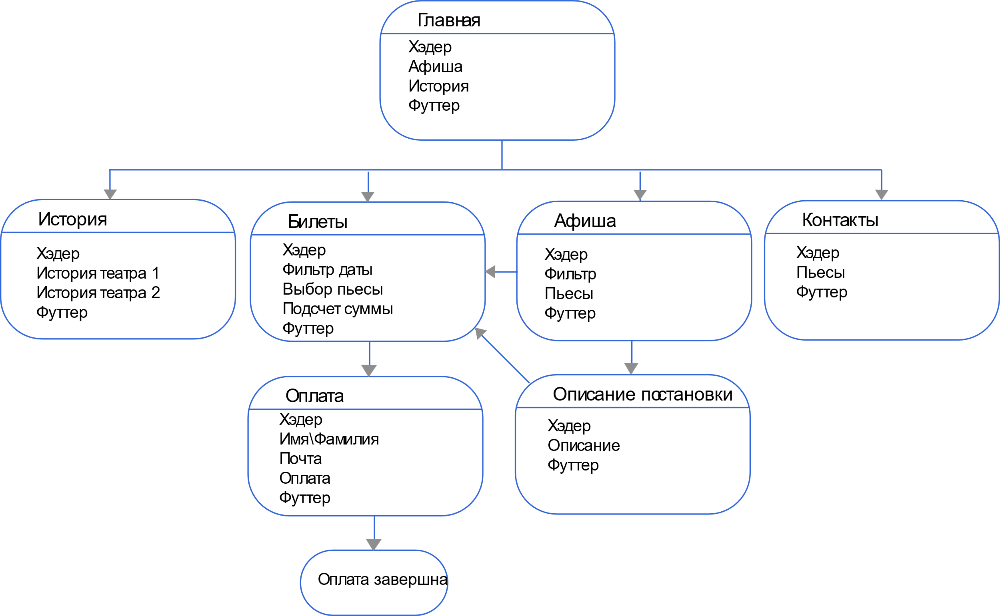 Главная
Хэдер
Афиша
История
Футтер
История
Хэдер
История театра 1
История театра 2
Футтер
Билеты
Хэдер
Фильтр даты
Выбор пьесы
Подсчет суммы
Футтер
Афиша
Хэдер
Фильтр
Пьесы
Футтер
Контакты
Хэдер
Пьесы
Футтер
Оплата
Хэдер
Имя\Фамилия
Почта
Оплата
Футтер
Описание постановки
Хэдер
Описание
Футтер
Оплата завершна